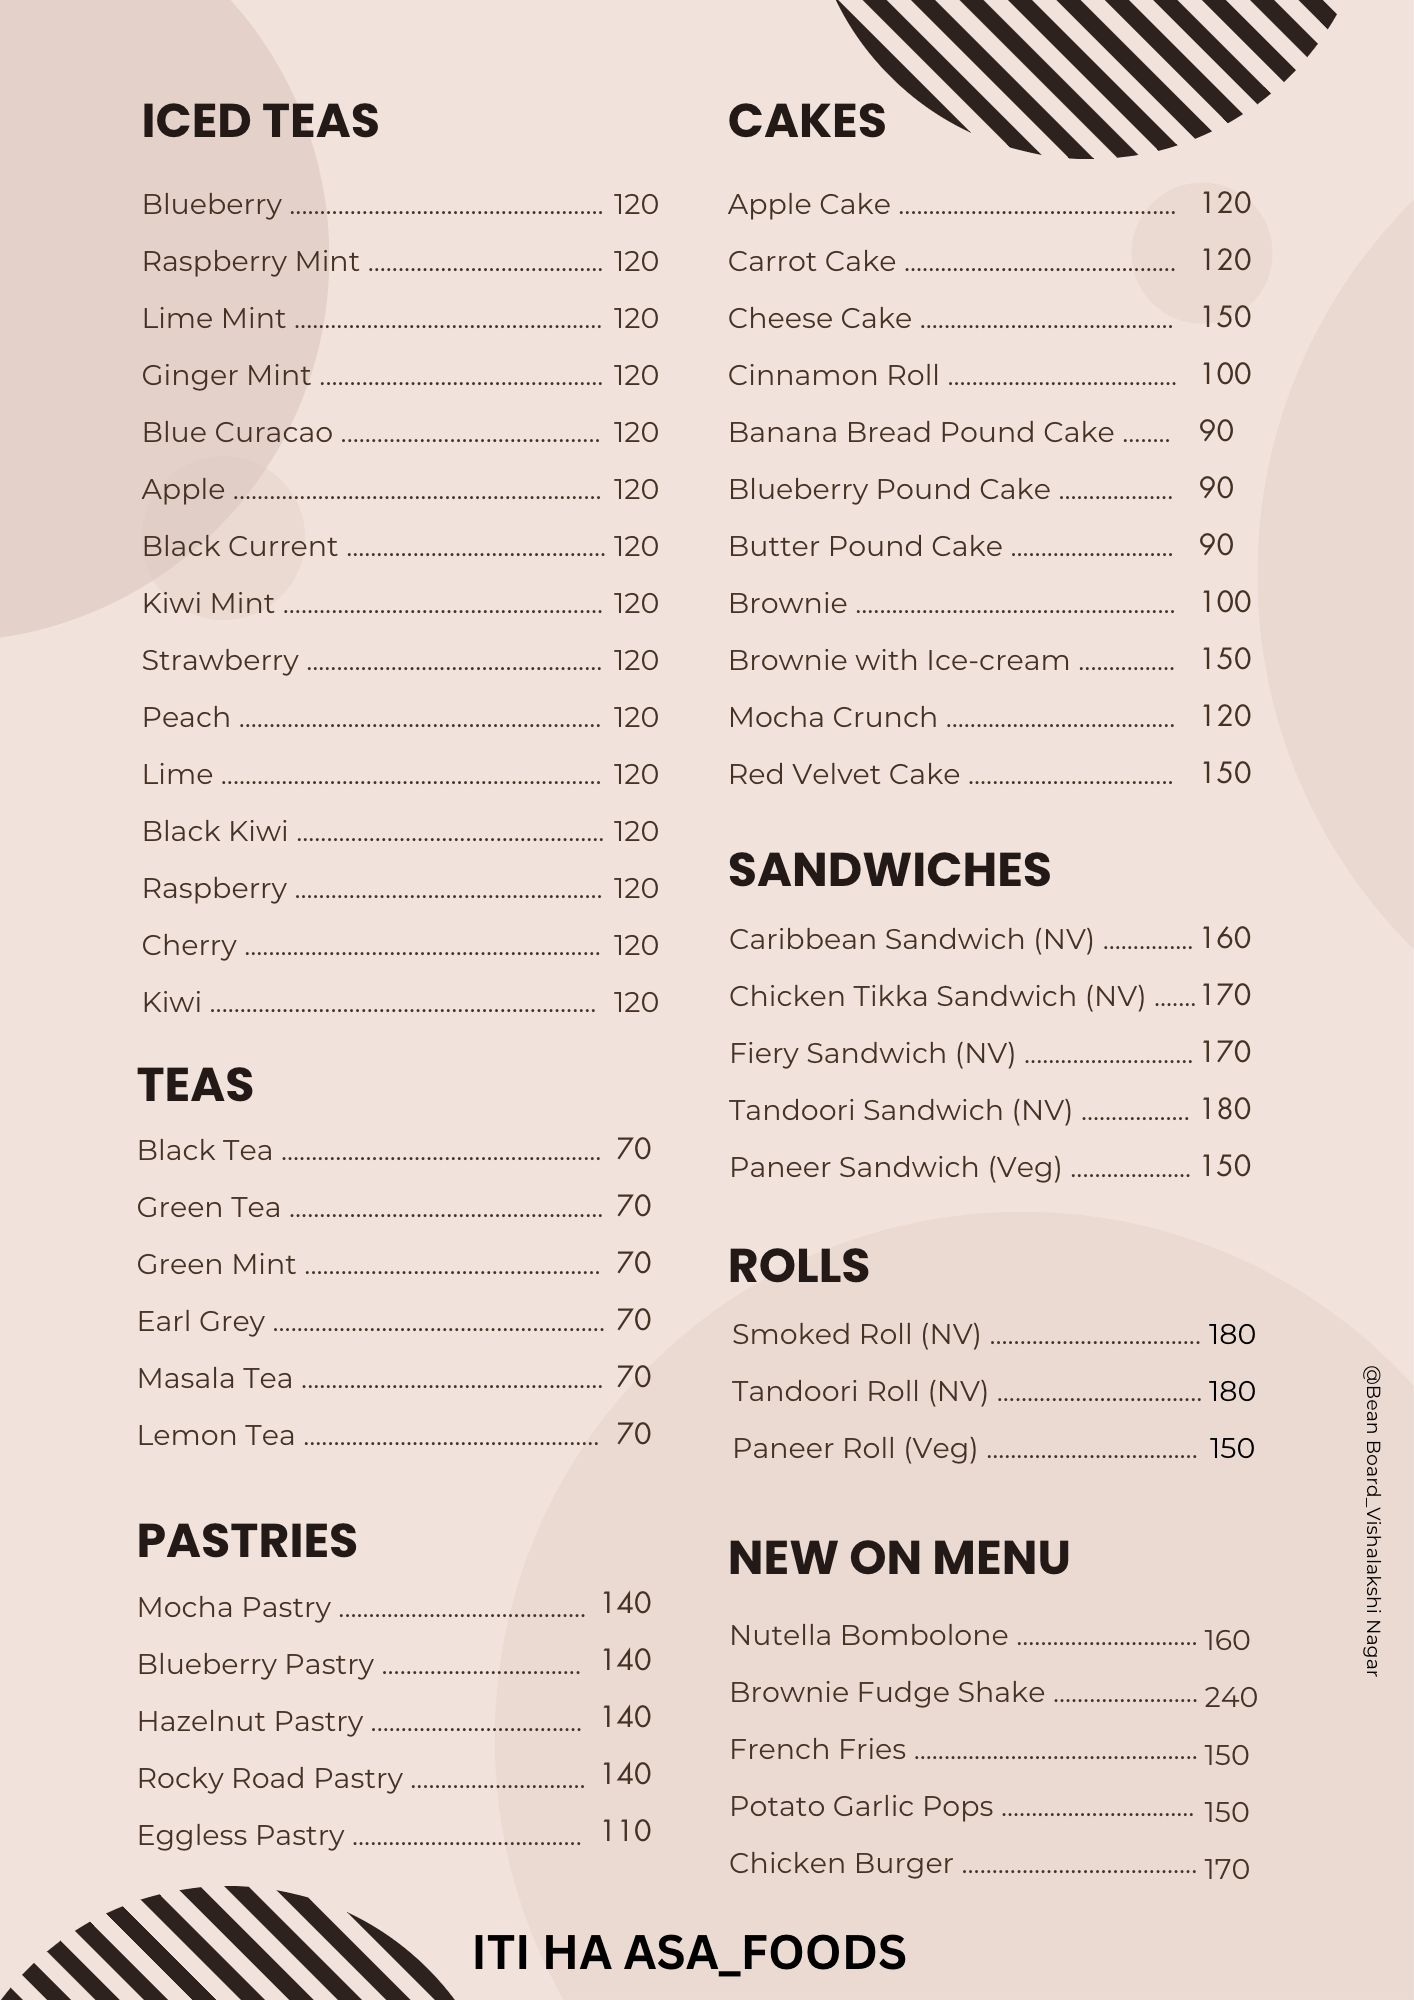 ICED TEAS
Blueberry 120
Raspberry Mint 120
Lime Mint 120
Ginger Mint 120
Blue Curacao 120
Apple 120
Black Current 120
Kiwi Mint 120
Strawberry 120
Peach 120
Lime 120
Black Kiwi 120
Raspberry 120
Cherry 120
Kiwi 120
TEAS
Black Tea 70
Green Tea 70
Green Mint 70
Earl Grey 70
Masala Tea 70
Lemon Tea 70
PASTRIES
Mocha Pastry 140
Blueberry Pastry 140
Hazelnut Pastry 140
Rocky Road Pastry 140
Eggless Pastry 110
CAKES
Apple Cake 120
Carrot Cake 120
Cheese Cake 150
Cinnamon Roll 100
Banana Bread Pound Cake 90
Blueberry Pound Cake 90
Butter Pound Cake 90
Brownie 100
Brownie with Ice-cream 150
Mocha Crunch 120
Red Velvet Cake 150
SANDWICHES
Caribbean Sandwich (NV) 160
Chicken Tikka Sandwich (NV) 170
Fiery Sandwich (NV) 170
Tandoori Sandwich (NV) 180
Paneer Sandwich (Veg) 150
ROLLS
Smoked Roll (NV) 180
Tandoori Roll (NV) 180
Paneer Roll (Veg) 150
NEW ON MENU
Nutella Bombolone 160
Brownie Fudge Shake 240
French Fries 150
Potato Garlic Pops 150
Chicken Burger 170
@Bean Board_Vishalakshi Nagar
ITI HA ASA_FOODS